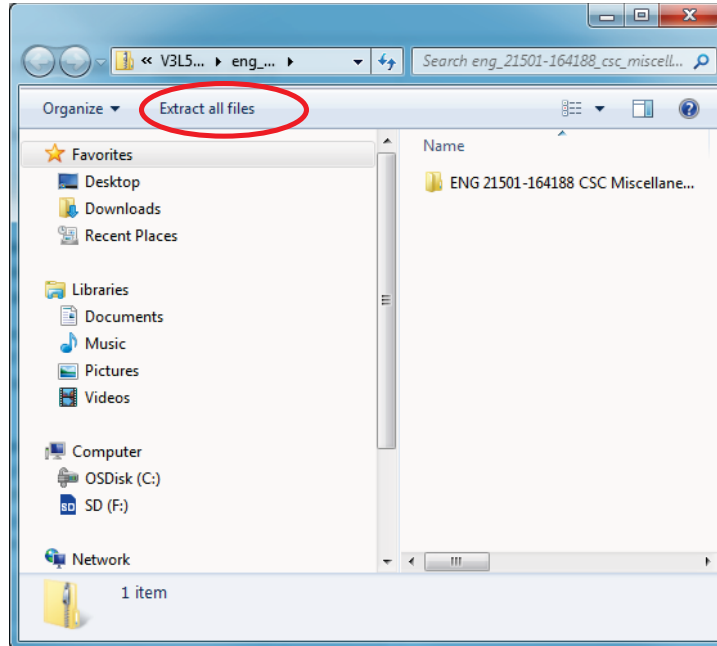 « V3L5... eng_...
Search eng_21501-164188_csc_miscell...
Organize
Extract all files
Favorites
Desktop
Downloads
Recent Places
Libraries
Documents
Music
Pictures
Videos
Computer
OSDisk (C:)
SD (F:)
Network
Name
ENG 21501-164188 CSC Miscellane...
1 item